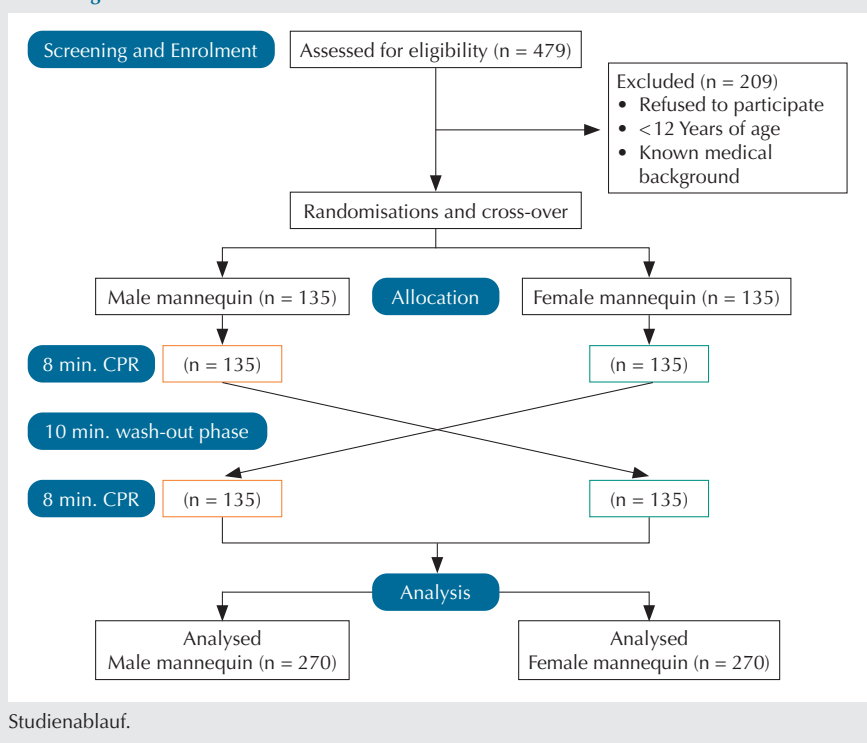 Screening and Enrolment
Assessed for eligibility (n = 479)
Excluded (n = 209)
• Refused to participate
• <12 Years of age
• Known medical
background
Randomisations and cross-over
Male mannequin (n = 135)
Allocation
Female mannequin (n = 135)
8 min. CPR
(n = 135)
(n = 135)
10 min. wash-out phase
8 min. CPR
(n = 135)
(n = 135)
Analysis
Analysed
Male mannequin (n = 270)
Analysed
Female mannequin (n = 270)
Studienablauf.